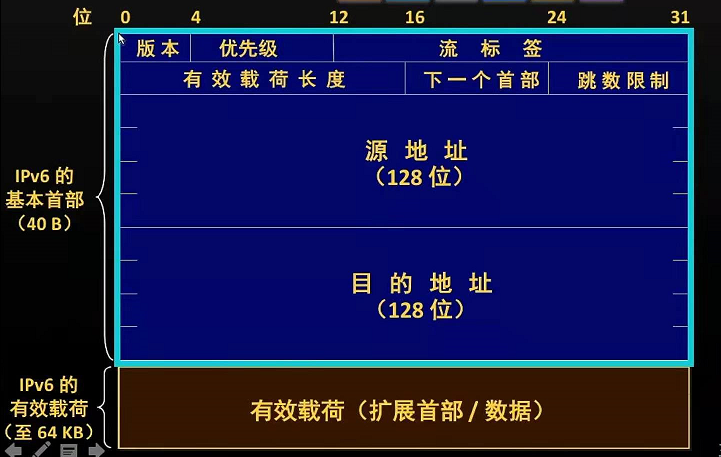 位 0 4 12 16 24 31
版本 优先级 流标签
有效载荷长度 下一个首部 跳数限制
源地址
（128 位）
IPv6 的
基本首部
（40 B）
目的地址
（128 位）
IPv6 的
有效载荷
（至 64 KB）
有效载荷（扩展首部 / 数据）